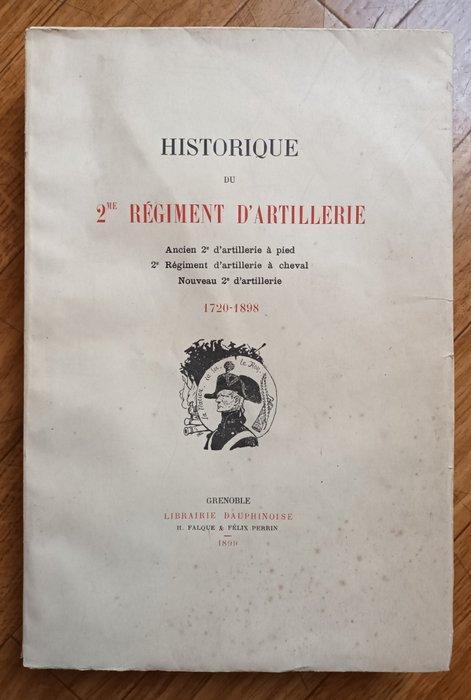 HISTORIQUE
DU
2ME RÉGIMENT D'ARTILLERIE
Ancien 2e d'artillerie à pied
2e Régiment d'artillerie à cheval
Nouveau 2e d'artillerie
1720-1898
GRENOBLE
LIBRAIRIE DAUPHINOISE
H. FALQUE & FÉLIX PERRIN
1899